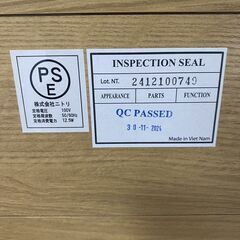 PS
E
株式会社ニトリ
定格電圧 100V
定格周波数 50/60Hz
定格消費電力 12.5W
INSPECTION SEAL
Lot. NT. 2412100749
APPEARANCE PARTS FUNCTION
QC PASSED
30-11-2024
Made in Viet Nam